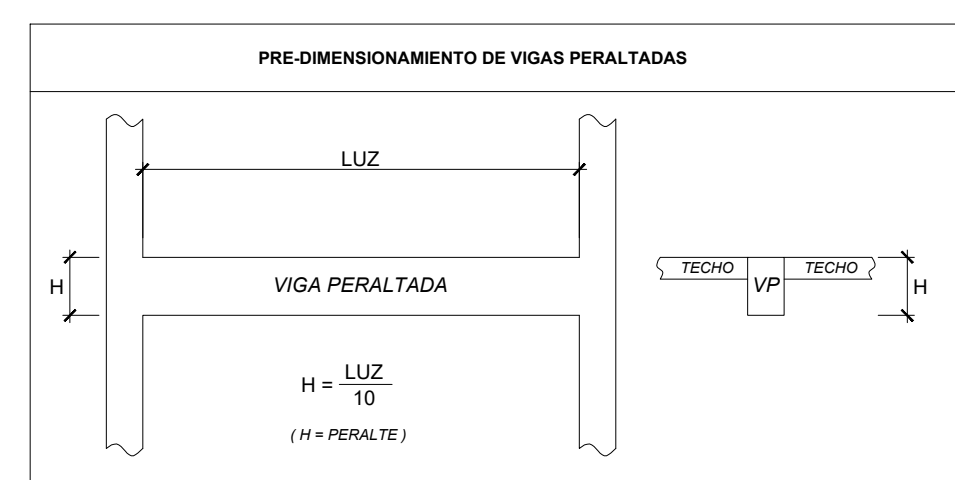 PRE-DIMENSIONAMIENTO DE VIGAS PERALTADAS
LUZ
H
VIGA PERALTADA
TECHO
VP
TECHO
H
H = LUZ
10
( H = PERALTE )